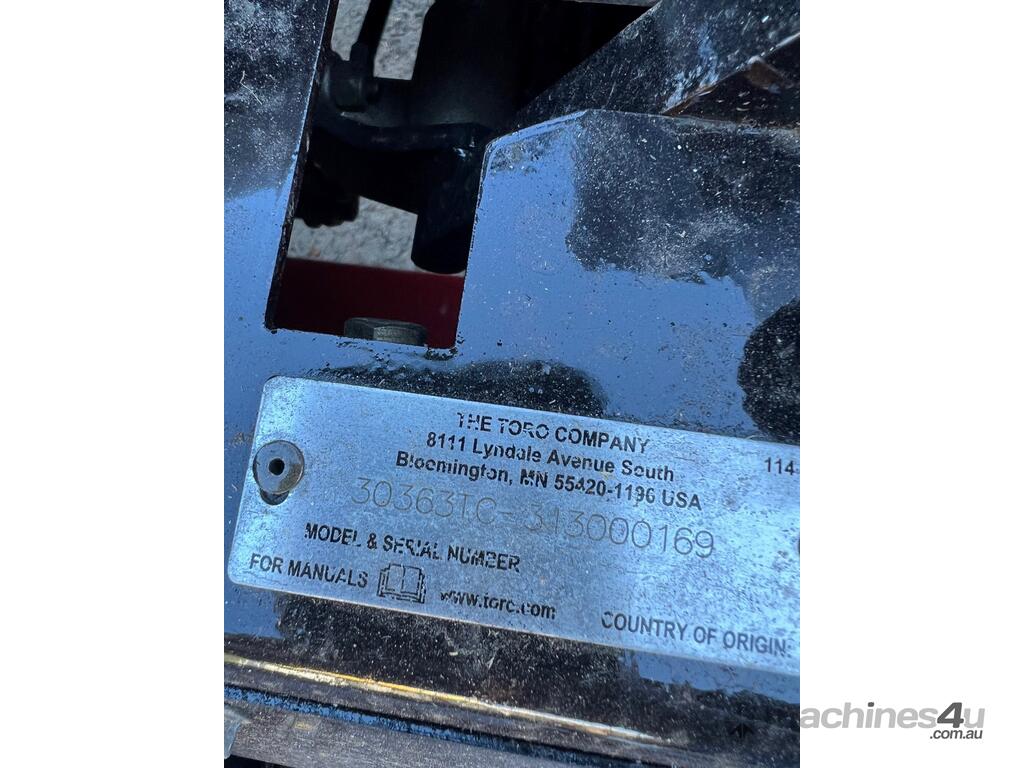 THE TORO COMPANY
8111 Lyndale Avenue South
114
Bloomington, MN 55420-1196 USA
30363TC-313000169
MODEL & SERIAL NUMBER
FOR MANUALS
www.toro.com
COUNTRY OF ORIGIN:
machines4u
.com.au